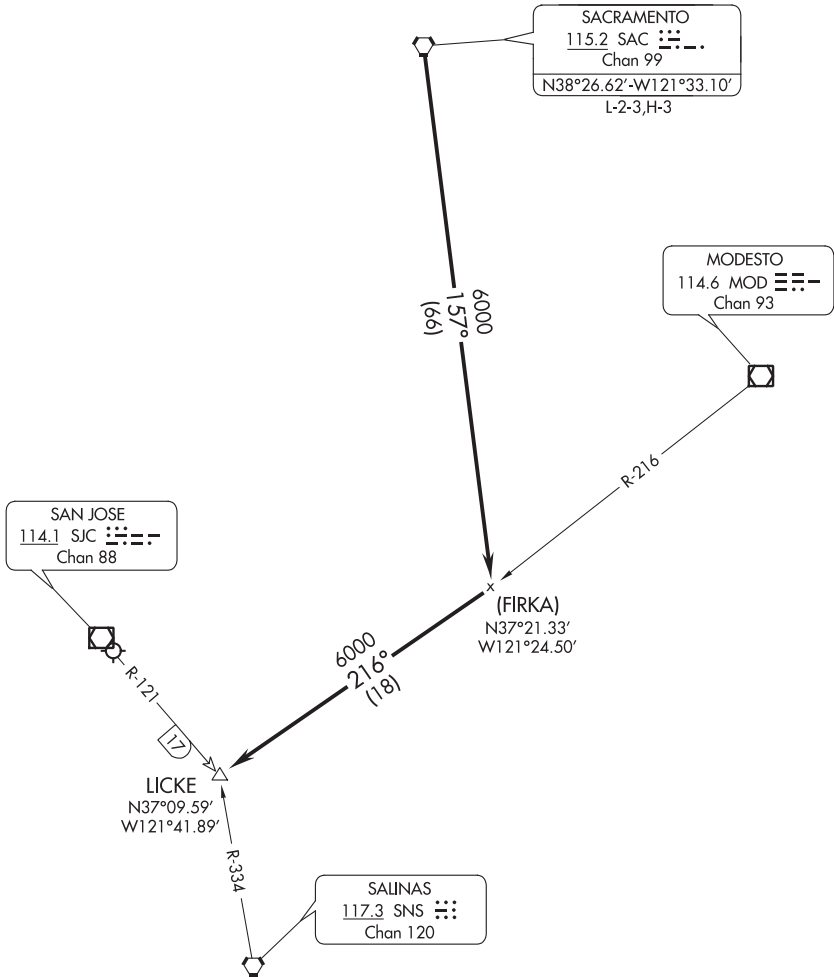 SACRAMENTO
115.2 SAC
Chan 99
N38°26.62′-W121°33.10′
L-2-3,H-3
MODESTO
114.6 MOD
Chan 93
6000
157°
(66)
R-216
SAN JOSE
114.1 SJC
Chan 88
x
(FIRKA)
N37°21.33′
W121°24.50′
6000
216°
(18)
R-121
17
LICKE
N37°09.59′
W121°41.89′
R-334
SALINAS
117.3 SNS
Chan 120